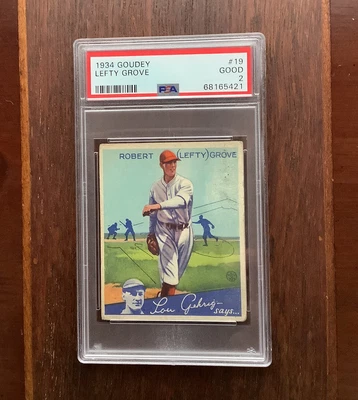 1934 GOUDEY #19
LEFTY GROVE GOOD
2
PSA 68165421
ROBERT (LEFTY) GROVE
Lou Gehrig
says...